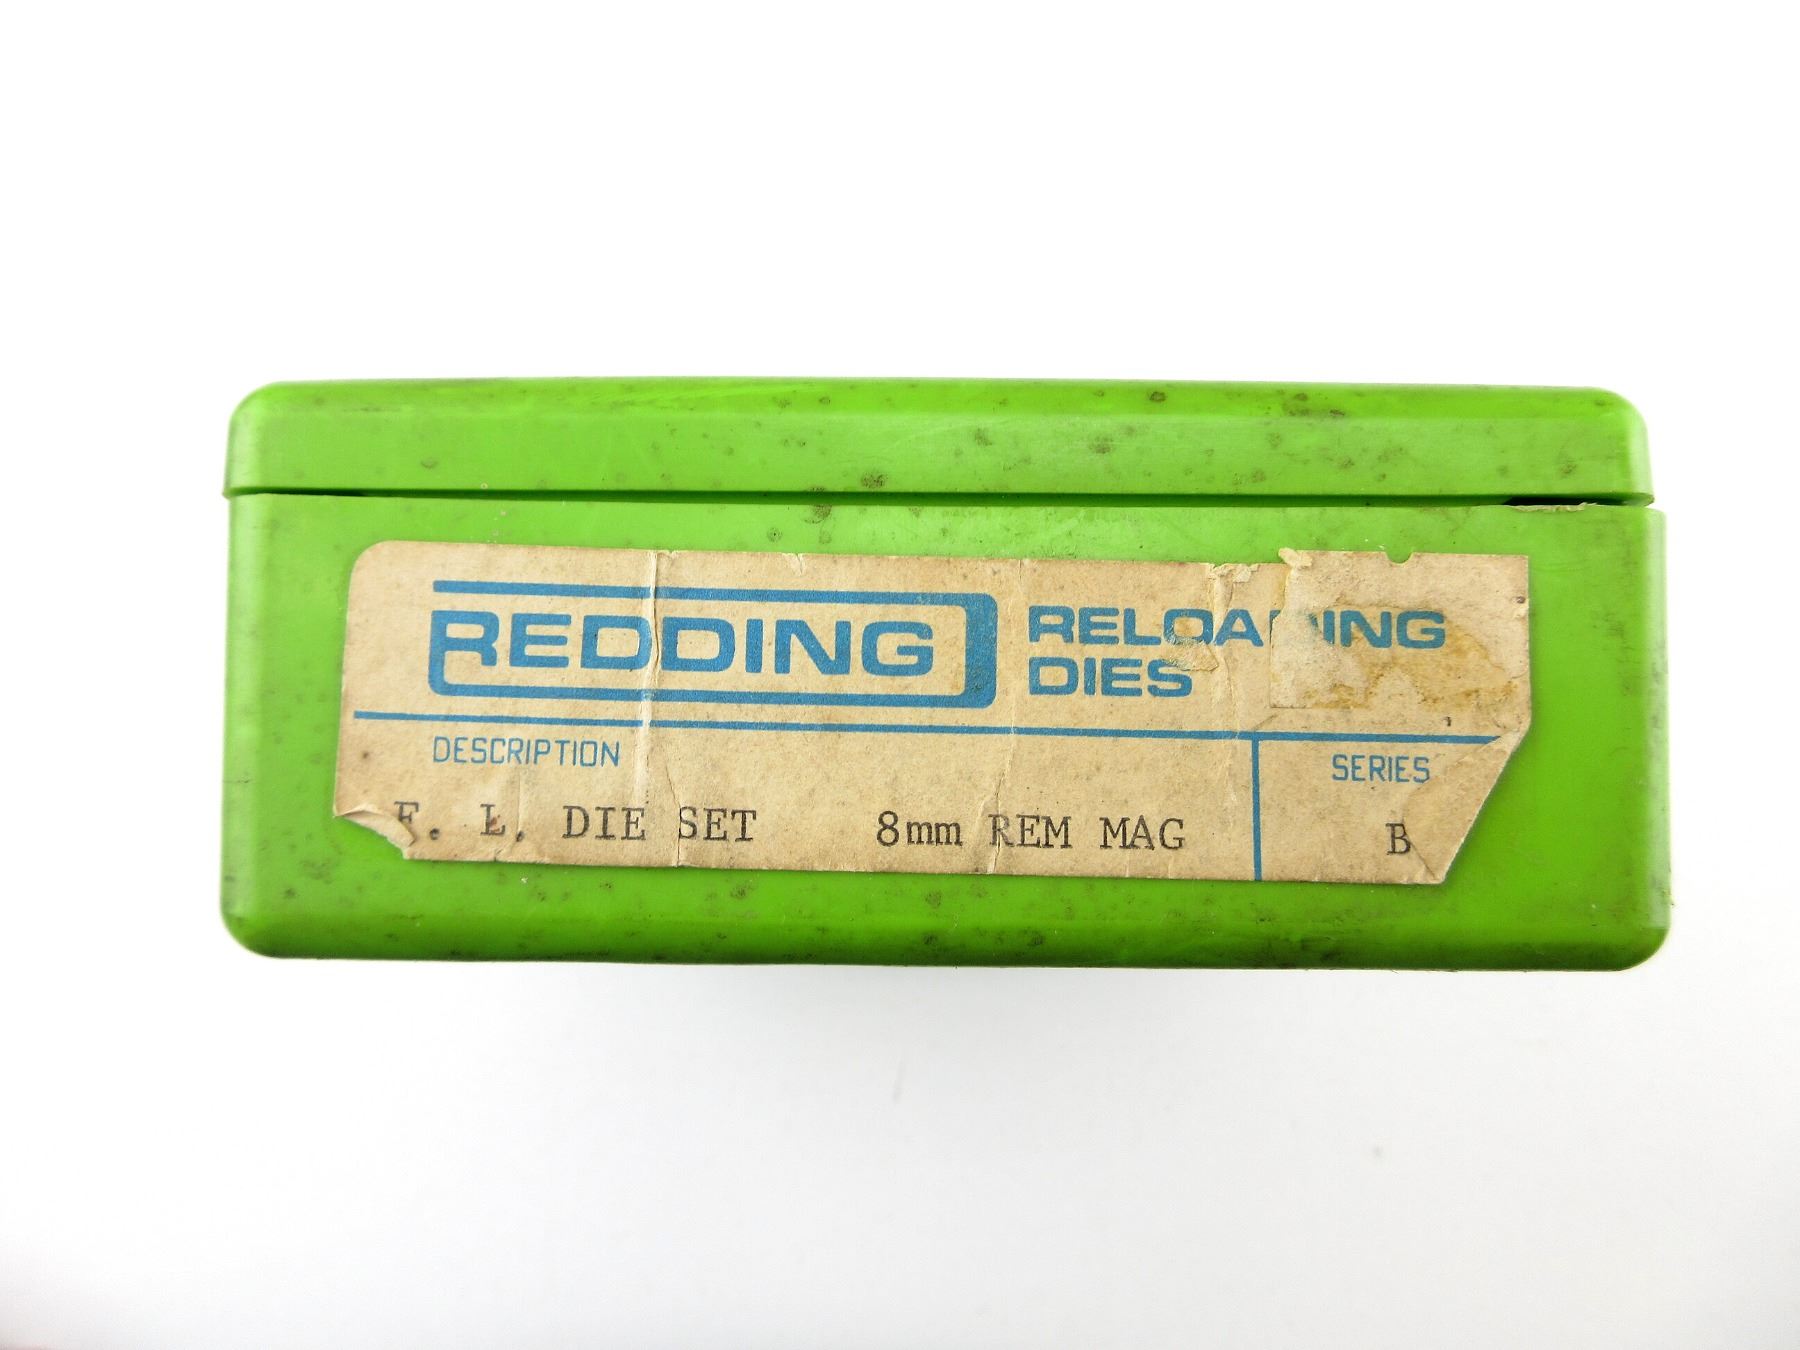 REDDING RELOADING
DIES
DESCRIPTION SERIES
F. L. DIE SET 8mm REM MAG B